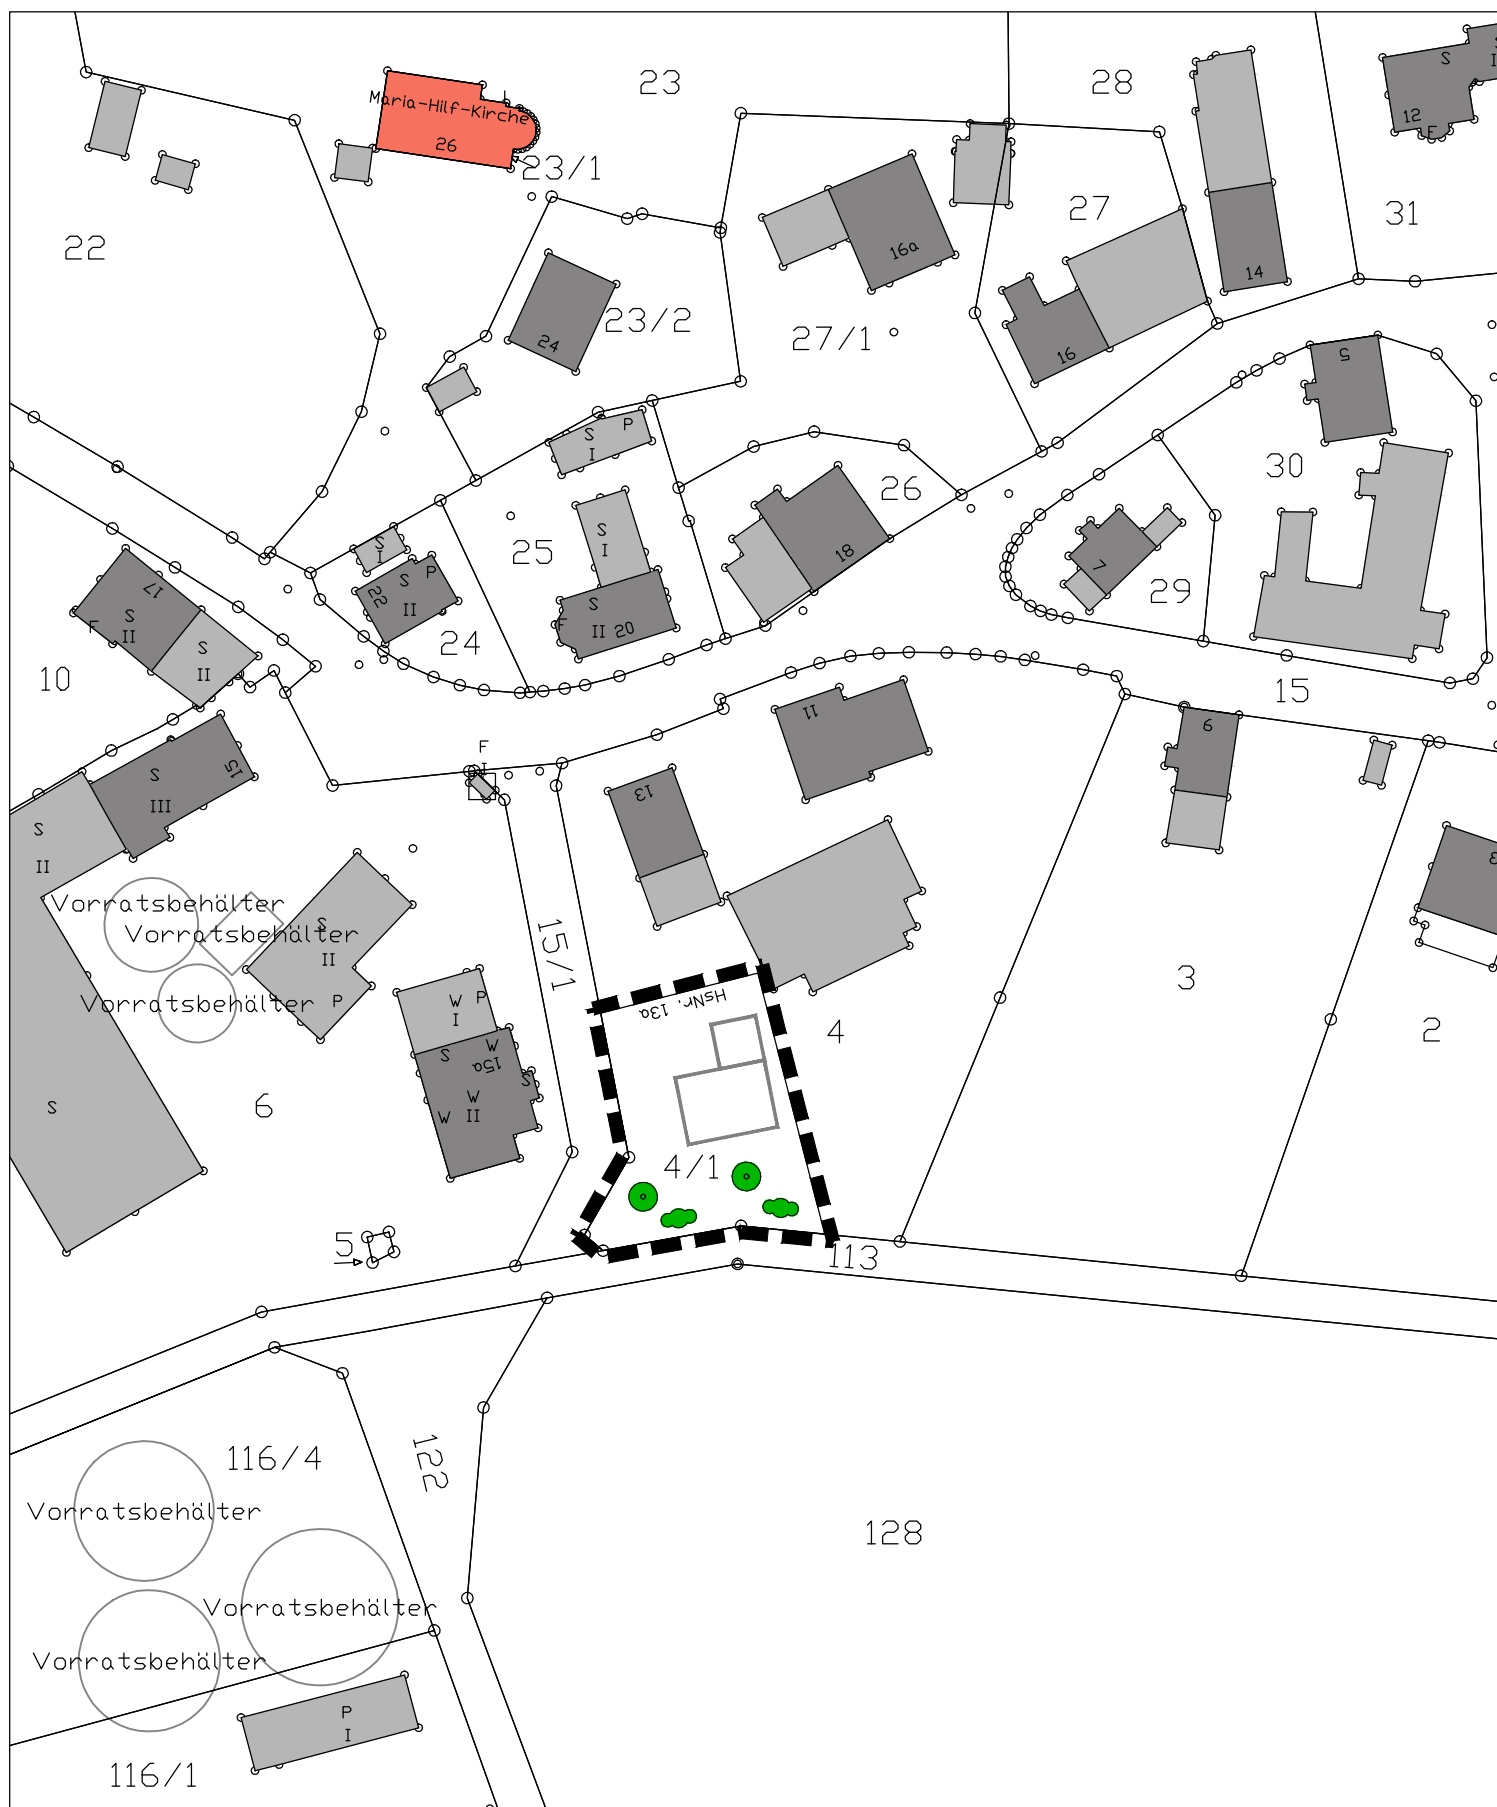 23
28
S
12
F
Maria-Hilf-Kirche
26
23/1
22
27
31
16a
14
23/2
24
27/1
16
5
S
P
I
26
30
25
S
I
18
S
I
7
29
17
S
II
F
S
II
22
S
P
II
24
S
F
II
20
10
15
11
9
F
I
13
15
S
III
S
II
3
Vorratsbehälter
Vorratsbehälter
S
II
P
Vorratsbehälter
15/1
W
P
I
S
W
15a
S
W
II
W
HsNr. 13a
4
3
2
6
S
4/1
5
113
116/4
122
Vorratsbehälter
128
Vorratsbehälter
Vorratsbehälter
P
I
116/1